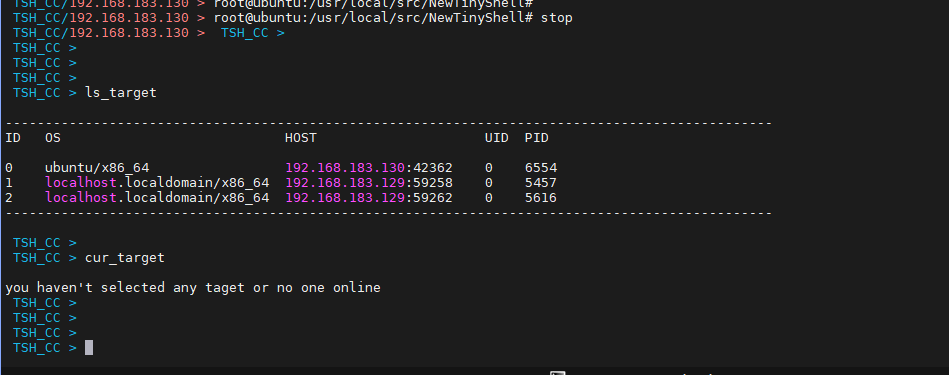 TSH_CC/192.168.183.130 > root@ubuntu:/usr/local/src/NewTinyShell#
TSH_CC/192.168.183.130 > root@ubuntu:/usr/local/src/NewTinyShell# stop
TSH_CC/192.168.183.130 >  TSH_CC >
TSH_CC >
TSH_CC >
TSH_CC >
TSH_CC > ls_target
------------------------------------------------------------------------------------------------
ID   OS                            HOST                     UID  PID
0    ubuntu/x86_64                 192.168.183.130:42362    0    6554
1    localhost.localdomain/x86_64  192.168.183.129:59258    0    5457
2    localhost.localdomain/x86_64  192.168.183.129:59262    0    5616
------------------------------------------------------------------------------------------------
TSH_CC >
TSH_CC > cur_target
you haven't selected any taget or no one online
TSH_CC >
TSH_CC >
TSH_CC >
TSH_CC >